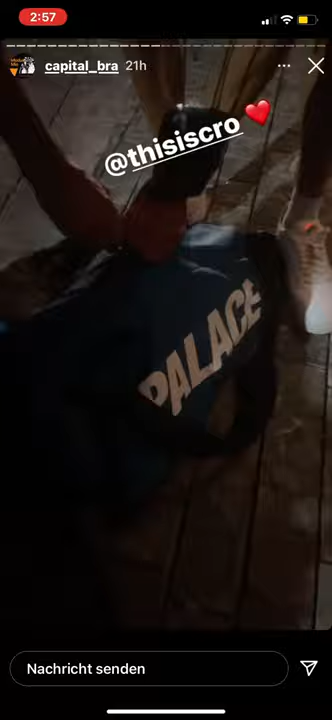 2:57
capital_bra 21h
@thisiscro❤️
PALACE
Nachricht senden